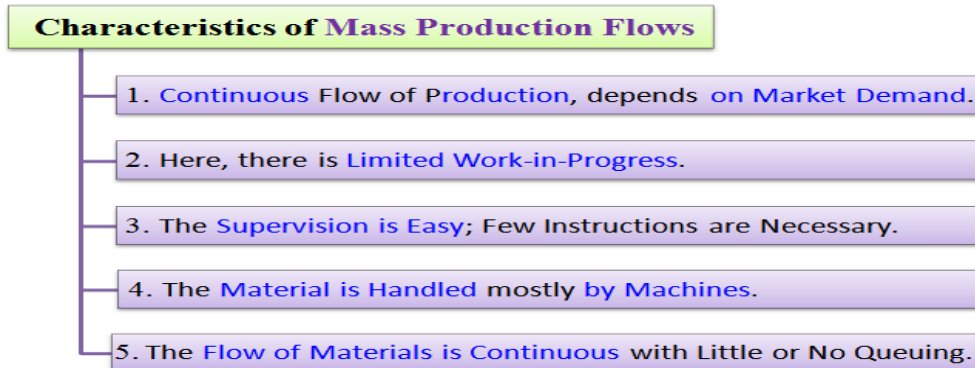 Characteristics of Mass Production Flows
1. Continuous Flow of Production, depends on Market Demand.
2. Here, there is Limited Work-in-Progress.
3. The Supervision is Easy; Few Instructions are Necessary.
4. The Material is Handled mostly by Machines.
5. The Flow of Materials is Continuous with Little or No Queuing.